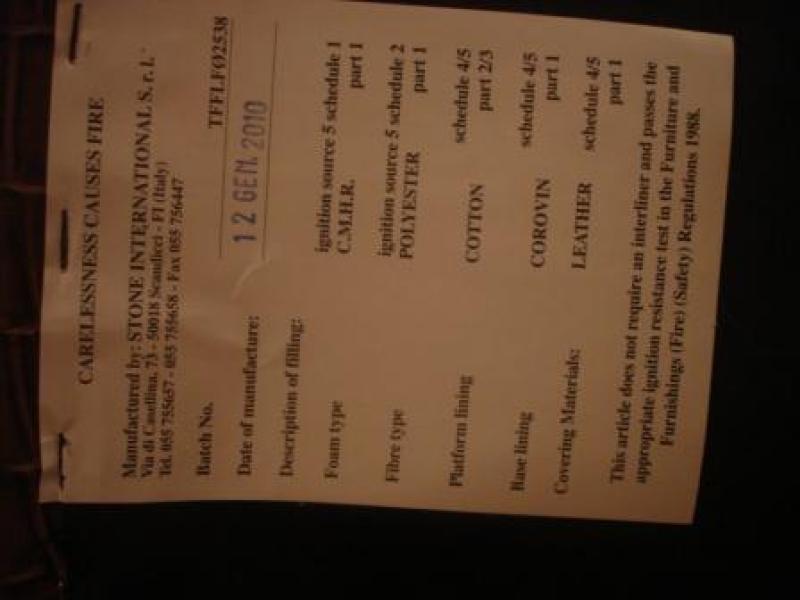 CARELESSNESS CAUSES FIRE
Manufactured by: STONE INTERNATIONAL S.r.l.
Via di Casellina, 73 - 50018 Scandicci - FI (Italy)
Tel. 055 755657 - 055 755658 - Fax 055 756447
Batch No. TFFLF02538
Date of manufacture: 12 GEN. 2010
Description of filling:
Foam type ignition source 5 schedule 1
C.M.H.R. part 1
Fibre type ignition source 5 schedule 2
POLYESTER part 1
Platform lining COTTON schedule 4/5
part 2/3
Base lining COROVIN schedule 4/5
part 1
Covering Materials: LEATHER schedule 4/5
part 1
This article does not require an interliner and passes the
appropriate ignition resistance test in the Furniture and
Furnishings (Fire) (Safety) Regulations 1988.